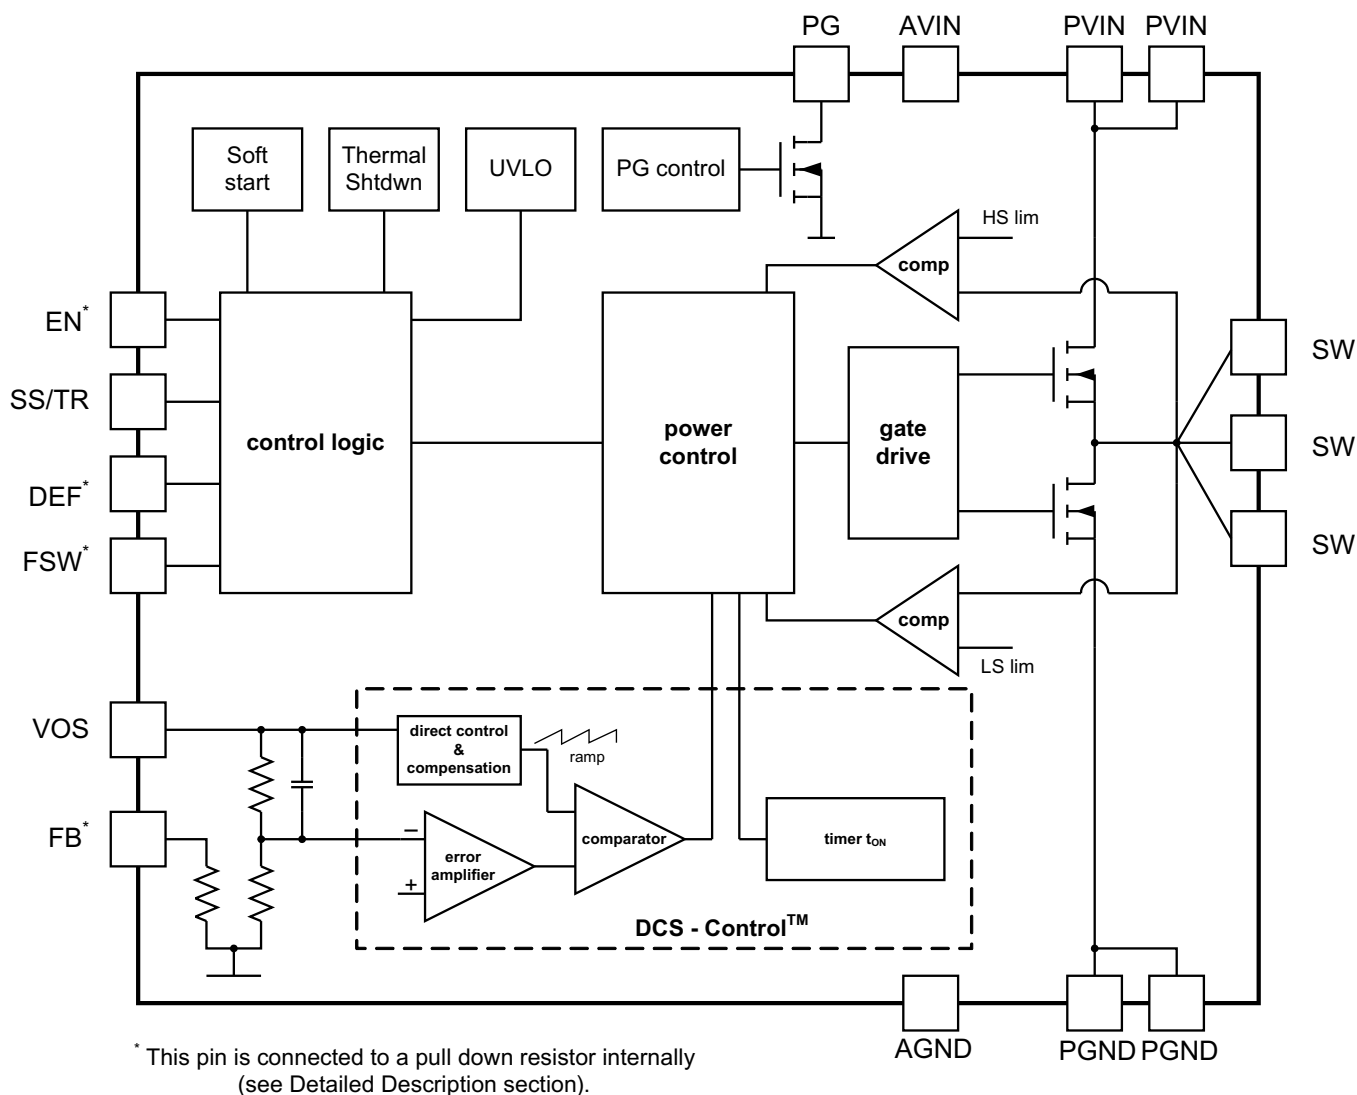 PG AVIN PVIN PVIN
Soft
start
Thermal
Shtdwn
UVLO
PG control
HS lim
comp
EN*
SS/TR
DEF*
FSW*
control logic
power
control
gate
drive
SW
SW
SW
comp
LS lim
VOS
FB*
direct control
&
compensation
ramp
comparator
−
error
amplifier
+
timer tON
DCS - Control™
AGND PGND PGND
* This pin is connected to a pull down resistor internally
(see Detailed Description section).